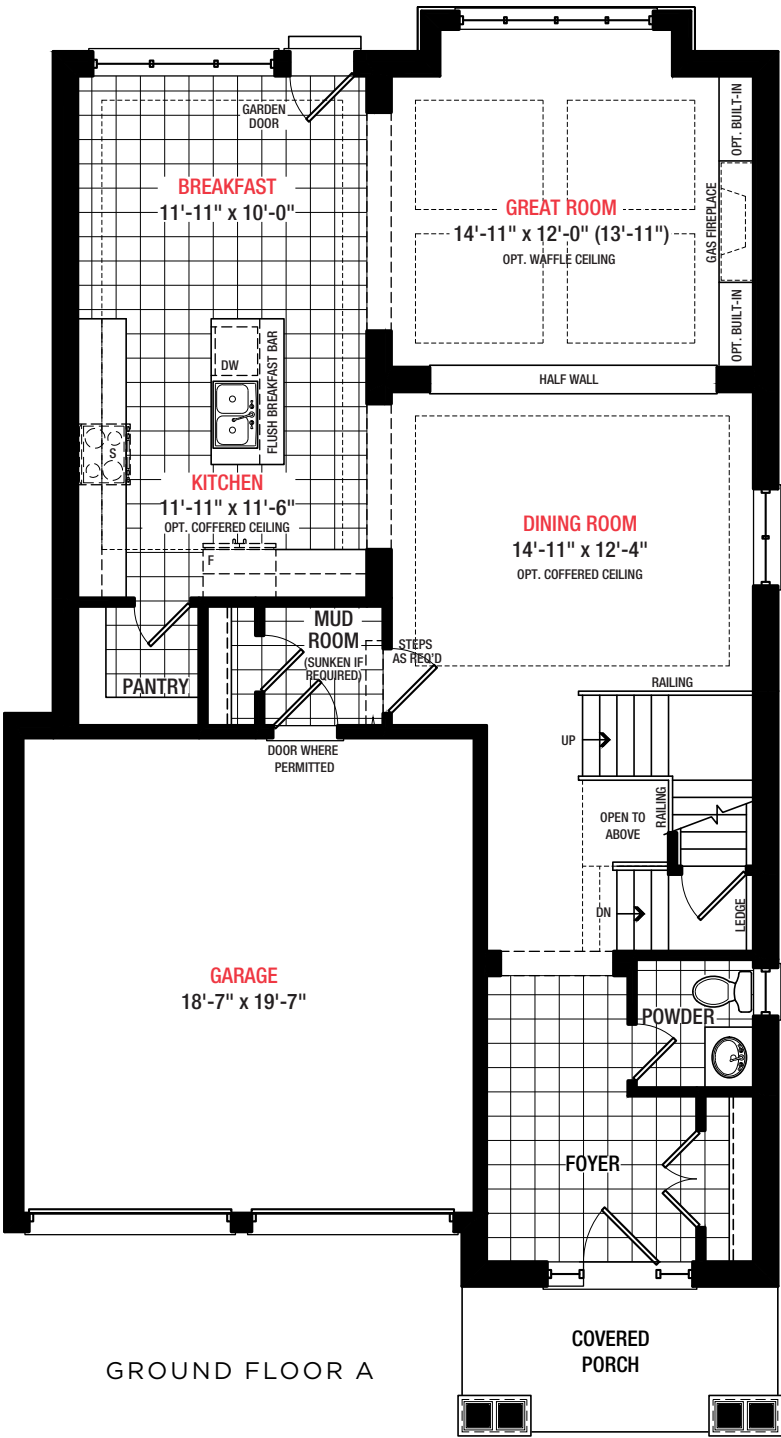 GARDEN
DOOR
BREAKFAST
11'-11" x 10'-0"
GREAT ROOM
14'-11" x 12'-0" (13'-11")
OPT. WAFFLE CEILING
OPT. BUILT-IN
GAS FIREPLACE
OPT. BUILT-IN
HALF WALL
DW
FLUSH BREAKFAST BAR
S
KITCHEN
11'-11" x 11'-6"
OPT. COFFERED CEILING
F
DINING ROOM
14'-11" x 12'-4"
OPT. COFFERED CEILING
MUD
ROOM
(SUNKEN IF
REQUIRED)
STEPS
AS REQ'D
PANTRY
DOOR WHERE
PERMITTED
RAILING
UP
OPEN TO
ABOVE
RAILING
DN
LEDGE
GARAGE
18'-7" x 19'-7"
POWDER
FOYER
COVERED
PORCH
GROUND FLOOR A